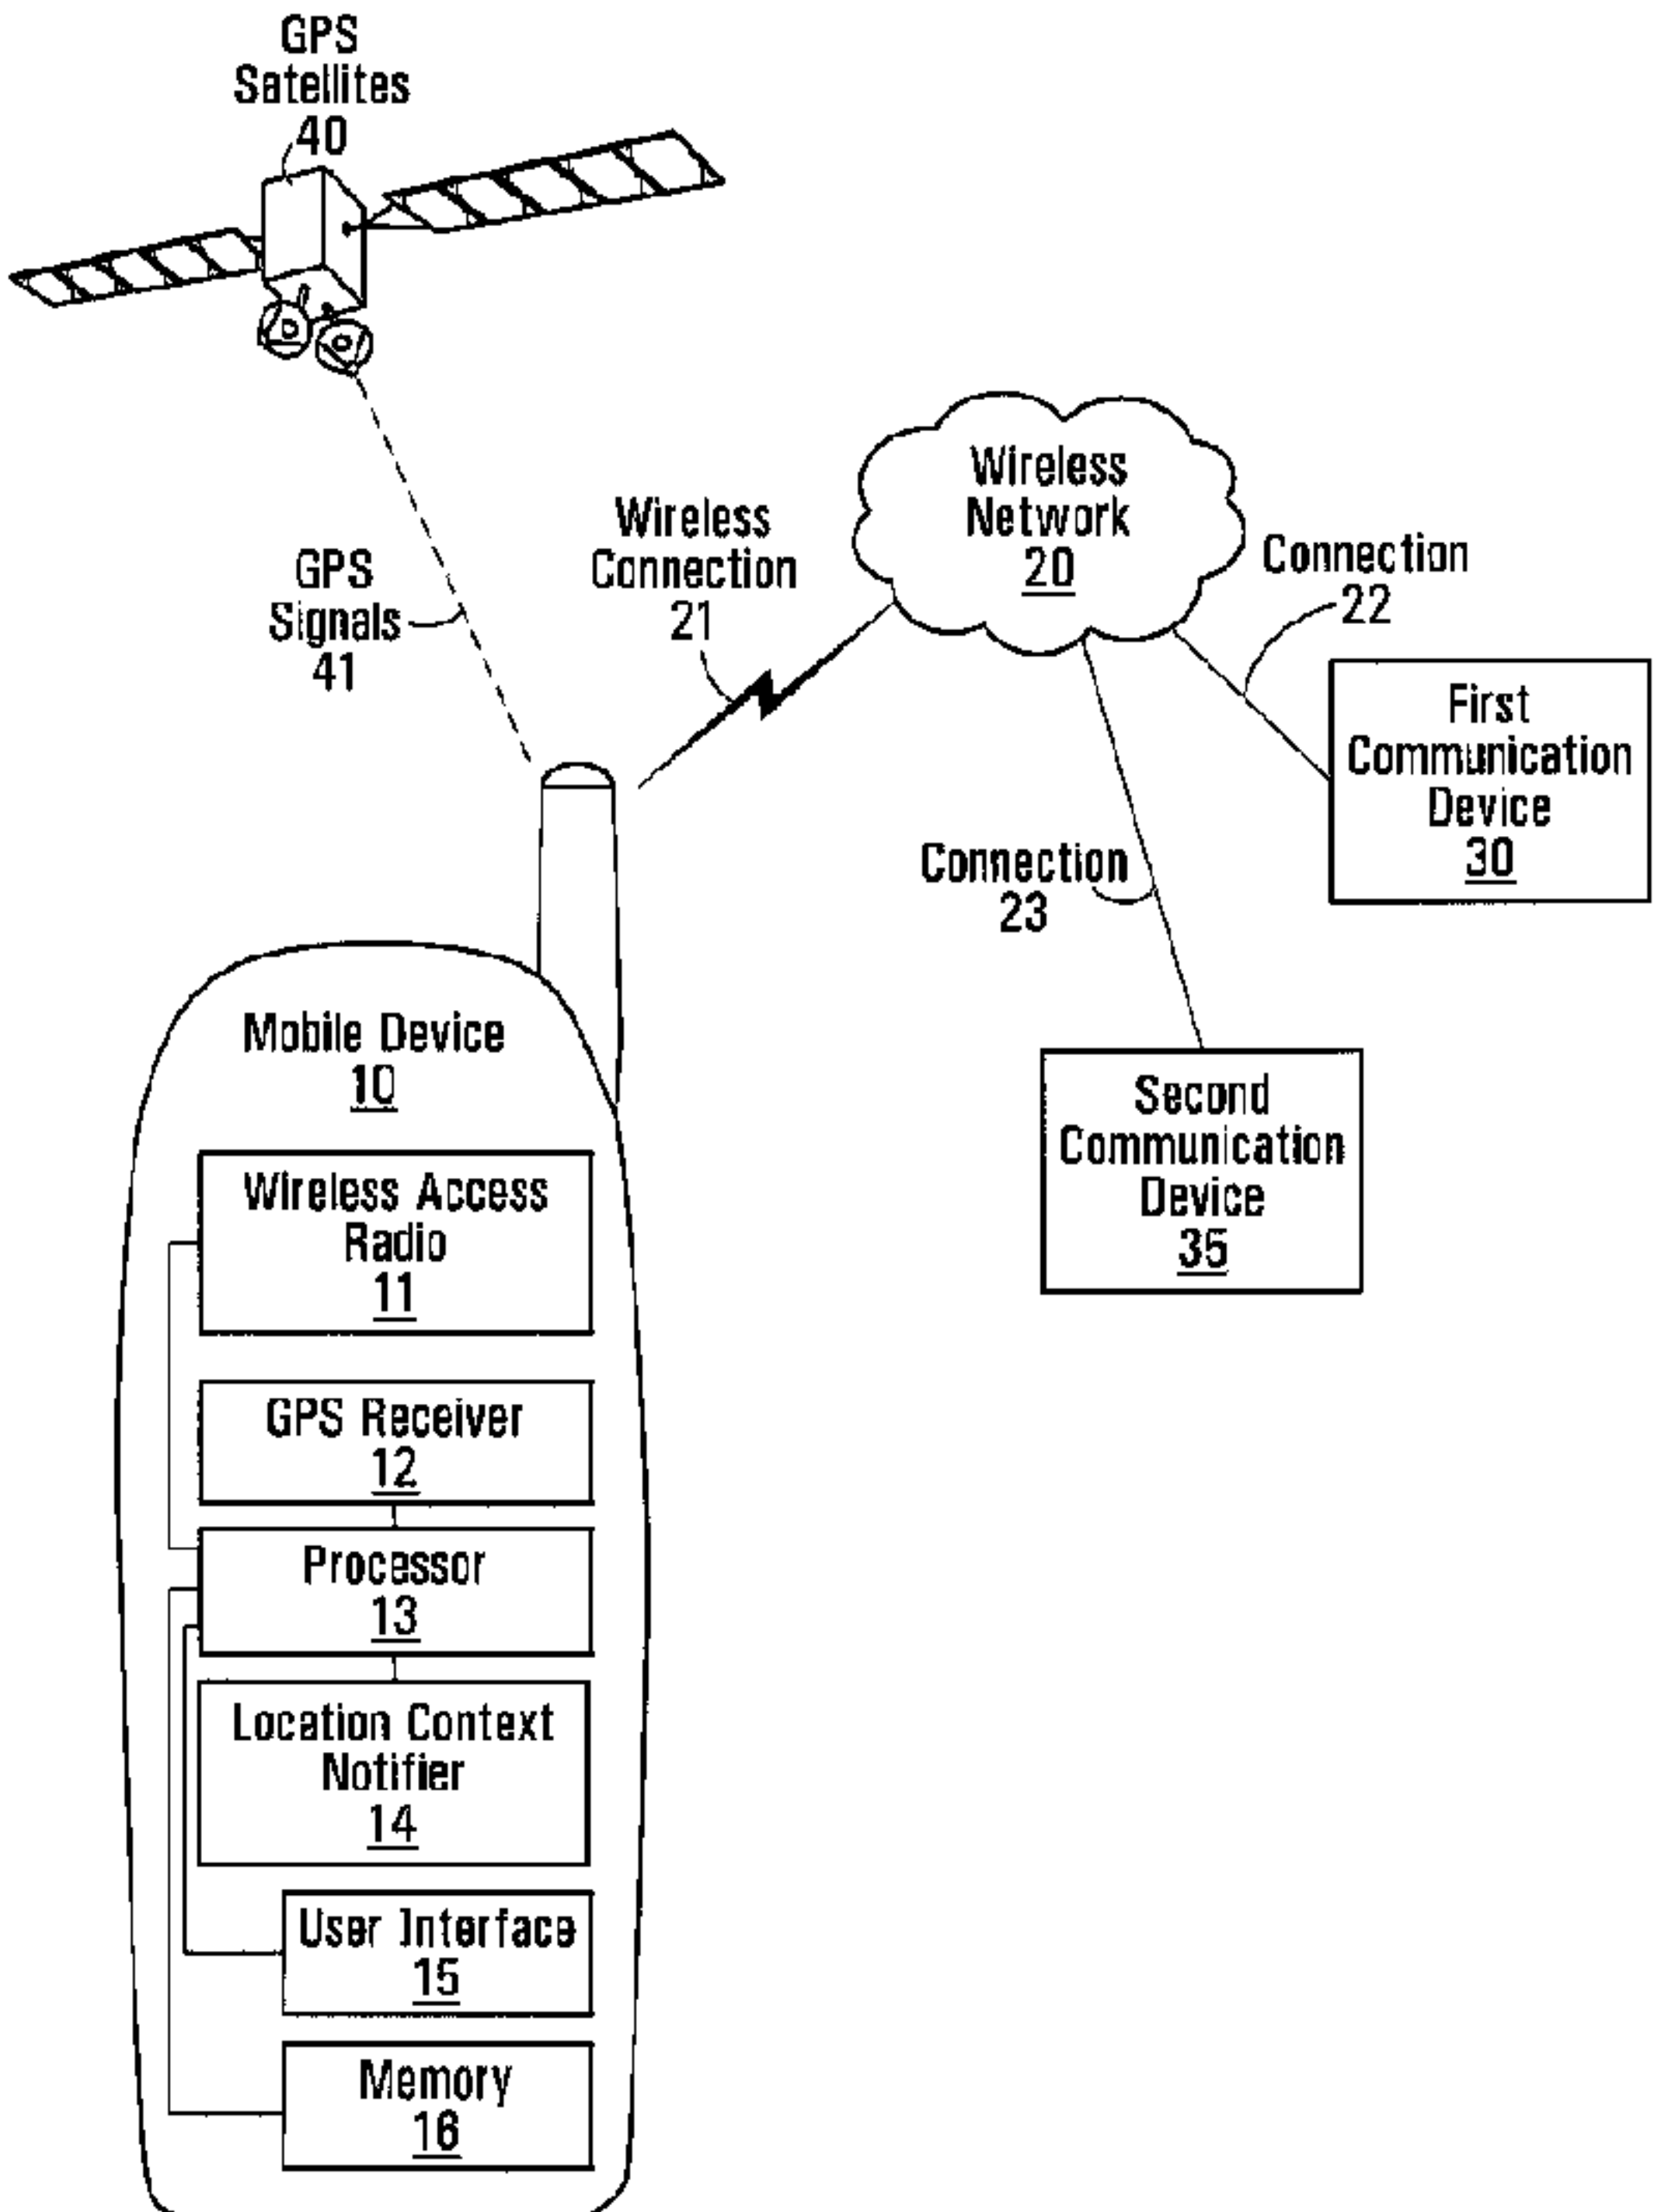 GPS
Satellites
40
GPS
Signals
41
Wireless
Connection
21
Wireless
Network
20
Connection
22
First
Communication
Device
30
Connection
23
Second
Communication
Device
35
Mobile Device
10
Wireless Access
Radio
11
GPS Receiver
12
Processor
13
Location Context
Notifier
14
User Interface
15
Memory
16